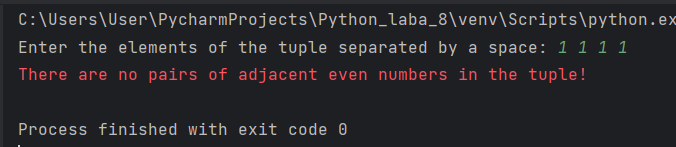 C:\Users\User\PycharmProjects\Python_laba_8\venv\Scripts\python.ex
Enter the elements of the tuple separated by a space: 1 1 1 1
There are no pairs of adjacent even numbers in the tuple!
Process finished with exit code 0